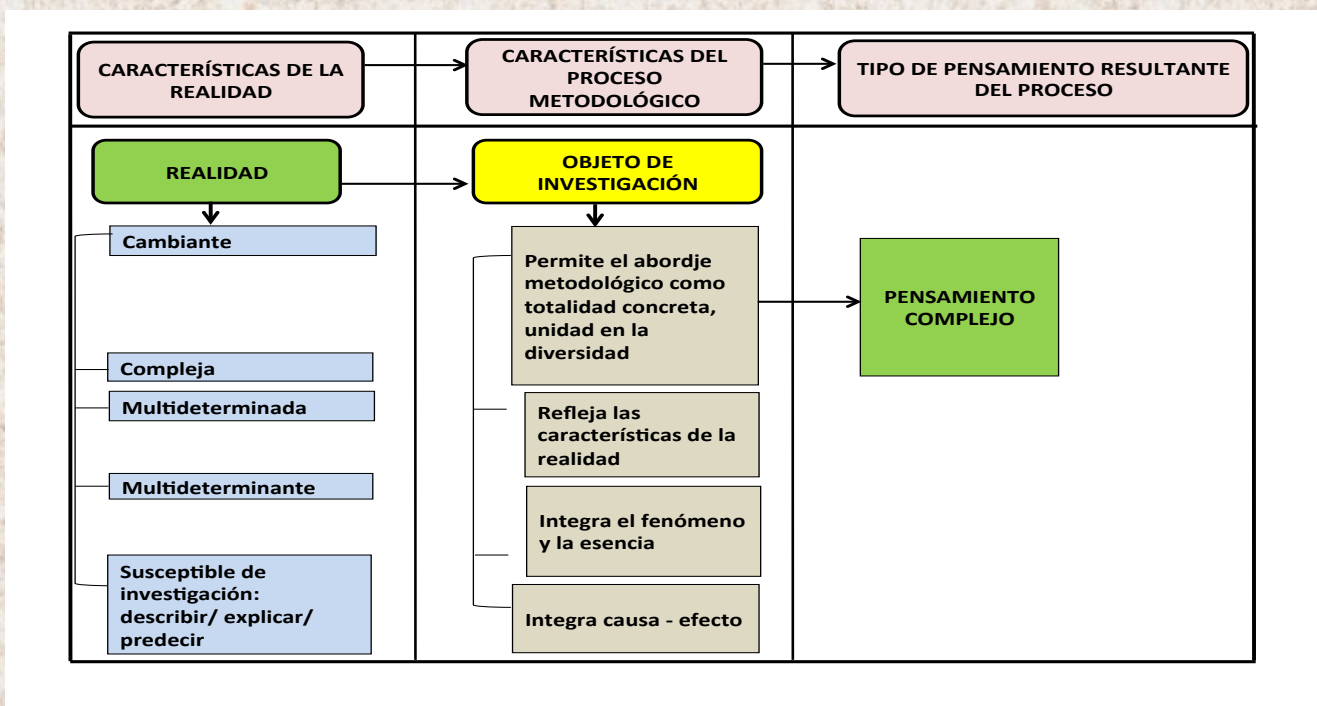 CARACTERÍSTICAS DE LA
REALIDAD
CARACTERÍSTICAS DEL
PROCESO
METODOLÓGICO
TIPO DE PENSAMIENTO RESULTANTE
DEL PROCESO
REALIDAD
Cambiante
Compleja
Multideterminada
Multideterminante
Susceptible de
investigación:
describir/ explicar/
predecir
OBJETO DE
INVESTIGACIÓN
Permite el abordje
metodológico como
totalidad concreta,
unidad en la
diversidad
Refleja las
características de la
realidad
Integra el fenómeno
y la esencia
Integra causa - efecto
PENSAMIENTO
COMPLEJO